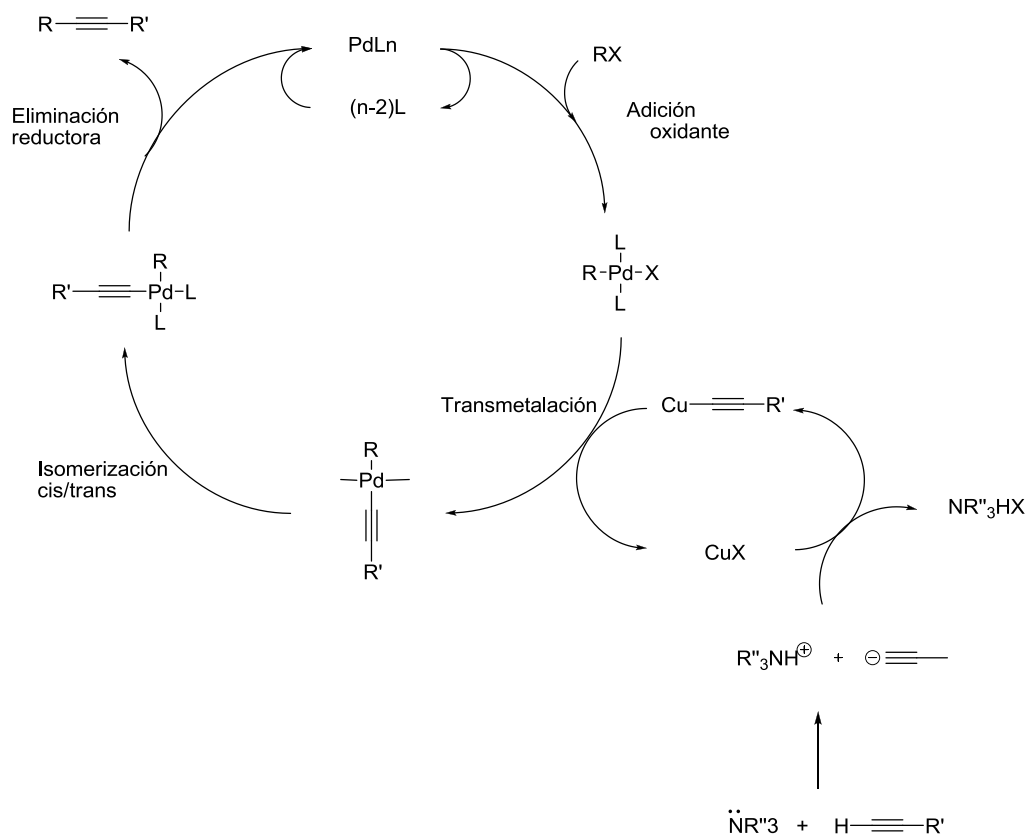 R R'
PdLn
RX
(n-2)L
Eliminación
reductora
Adición
oxidante
R
R' Pd L
L
L
R Pd X
L
Transmetalación
Cu R'
Isomerización
cis/trans
R
Pd
R'
CuX
NR"3HX
R"3NH⊕ + ⊖
N̈R"3 + H R'